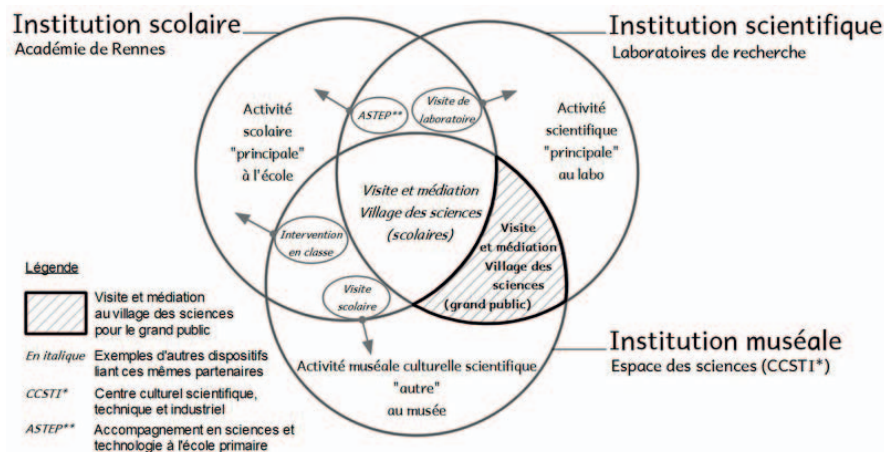 Institution scolaire
Académie de Rennes
Institution scientifique
Laboratoires de recherche
ASTEP**
Visite de
laboratoire
Activité
scolaire
"principale"
à l'école
Activité
scientifique
"principale"
au labo
Visite et médiation
Village des sciences
(scolaires)
Intervention
en classe
Visite
et médiation
Village des
sciences
(grand public)
Visite
scolaire
Institution muséale
Espace des sciences (CCSTI*)
Activité muséale culturelle scientifique
"autre"
au musée
Légende
Visite et médiation
au village des sciences
pour le grand public
En italique Exemples d'autres dispositifs
liant ces mêmes partenaires
CCSTI* Centre culturel scientifique,
technique et industriel
ASTEP** Accompagnement en sciences et
technologie à l'école primaire